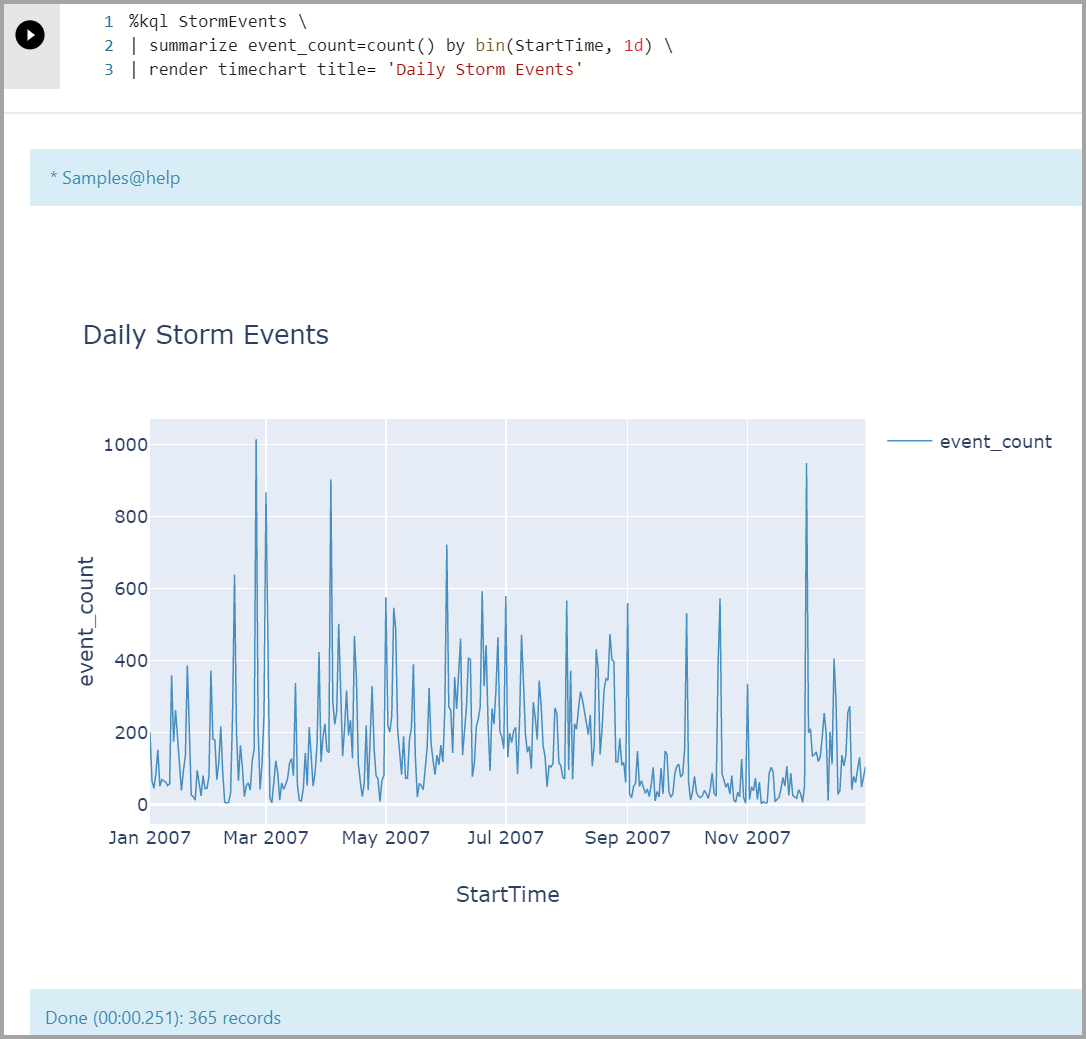 1 %kql StormEvents \
2 | summarize event_count=count() by bin(StartTime, 1d) \
3 | render timechart title= 'Daily Storm Events'
* Samples@help
Daily Storm Events
event_count
1000
800
600
400
200
0
event_count
Jan 2007 Mar 2007 May 2007 Jul 2007 Sep 2007 Nov 2007
StartTime
Done (00:00.251): 365 records